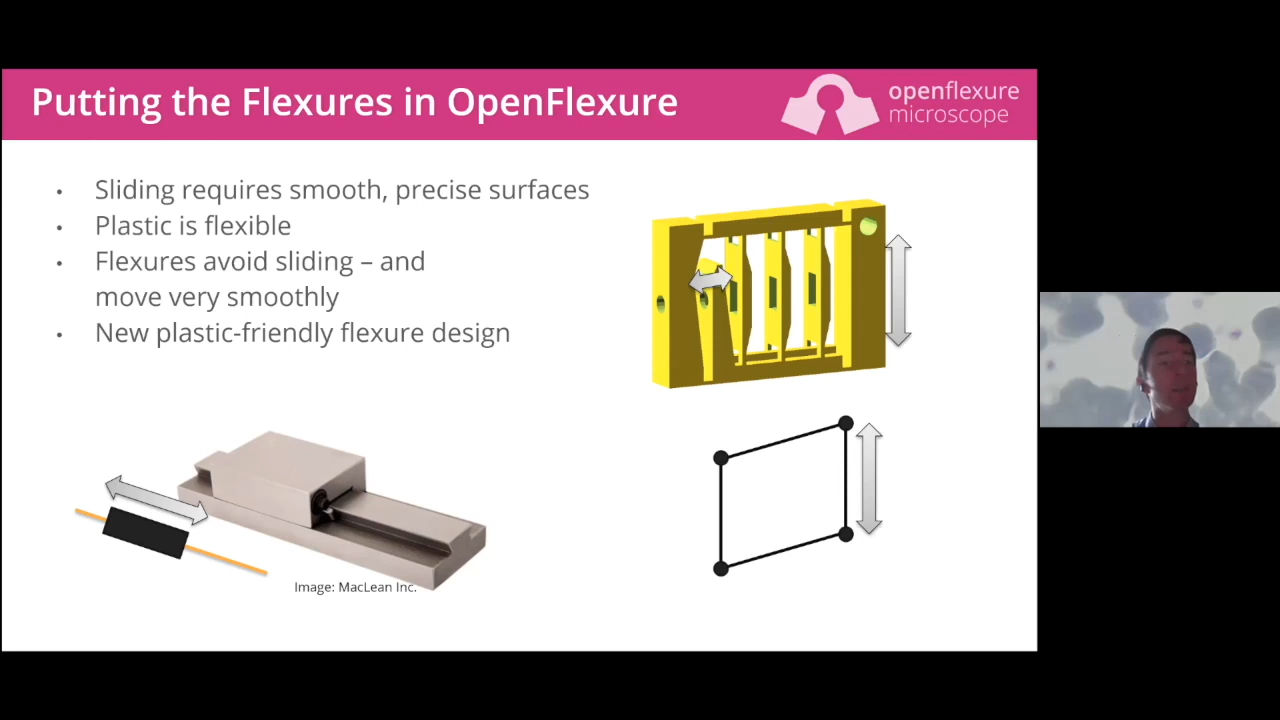 Putting the Flexures in OpenFlexure
openflexure
microscope
• Sliding requires smooth, precise surfaces
• Plastic is flexible
• Flexures avoid sliding – and
move very smoothly
• New plastic-friendly flexure design
Image: MacLean Inc.